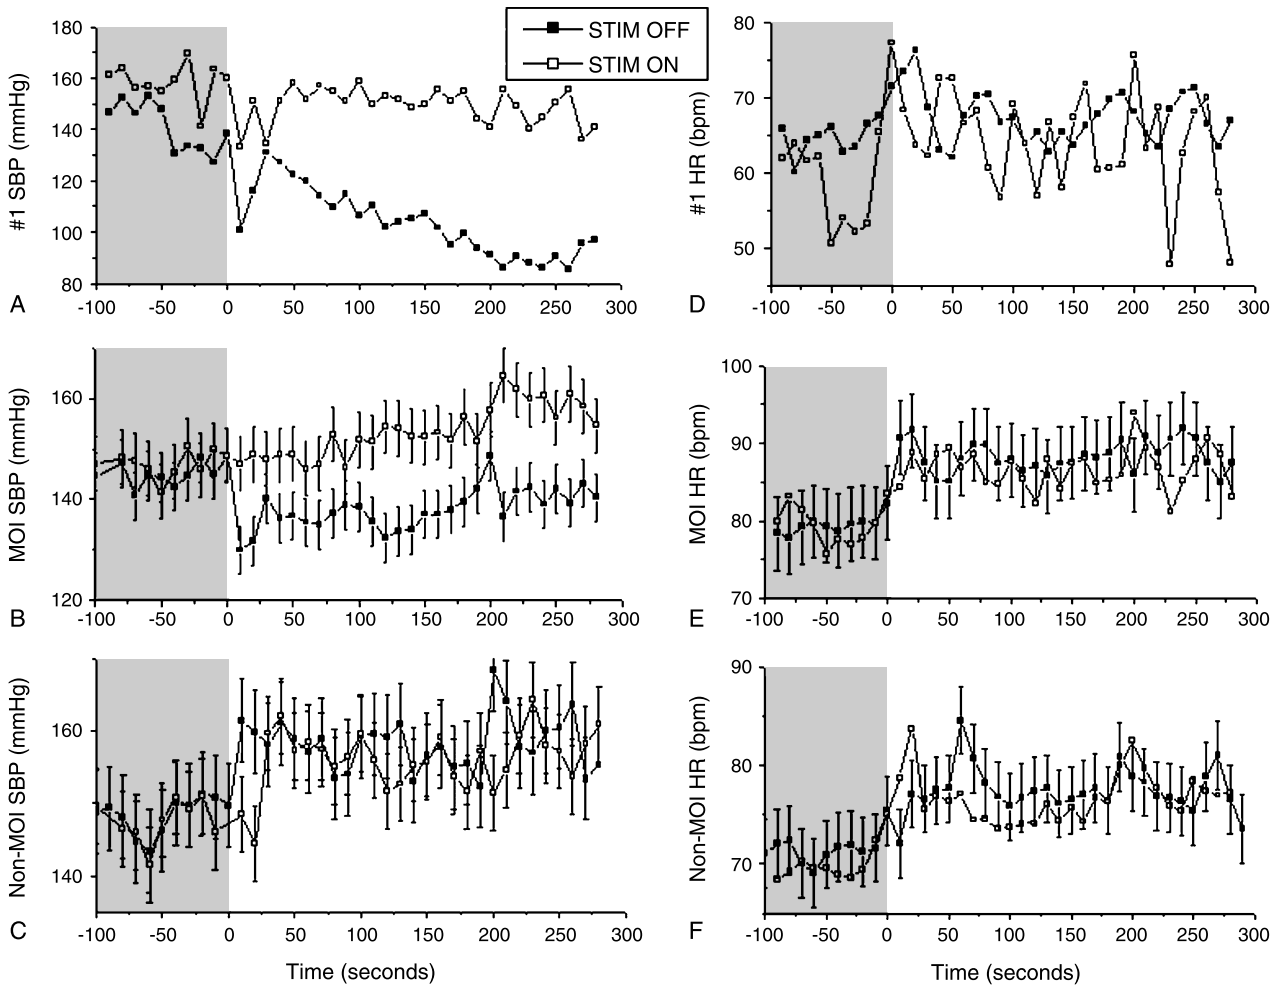 STIM OFF
STIM ON
#1 SBP (mmHg)
180
160
140
120
100
80
A
-100 -50 0 50 100 150 200 250 300
#1 HR (bpm)
80
70
60
50
D
-100 -50 0 50 100 150 200 250 300
MOI SBP (mmHg)
160
140
120
B
-100 -50 0 50 100 150 200 250 300
MOI HR (bpm)
100
90
80
70
E
-100 -50 0 50 100 150 200 250 300
Non-MOI SBP (mmHg)
160
140
C
-100 -50 0 50 100 150 200 250 300
Time (seconds)
Non-MOI HR (bpm)
90
80
70
F
-100 -50 0 50 100 150 200 250 300
Time (seconds)